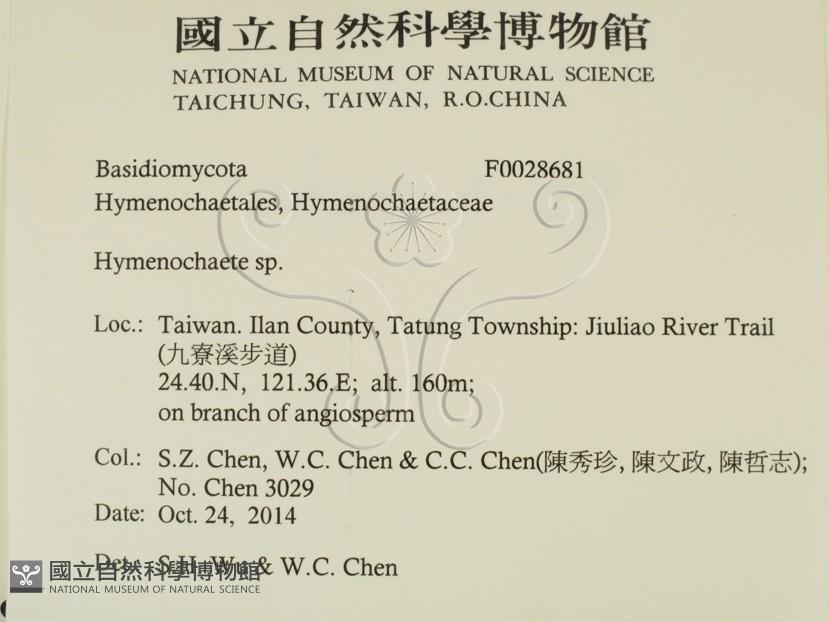 國立自然科學博物館
NATIONAL MUSEUM OF NATURAL SCIENCE
TAICHUNG, TAIWAN, R.O.CHINA
Basidiomycota F0028681
Hymenochaetales, Hymenochaetaceae
Hymenochaete sp.
Loc.: Taiwan. Ilan County, Tatung Township: Jiuliao River Trail
(九寮溪步道)
24.40.N, 121.36.E; alt. 160m;
on branch of angiosperm
Col.: S.Z. Chen, W.C. Chen & C.C. Chen(陳秀珍, 陳文政, 陳哲志);
No. Chen 3029
Date: Oct. 24, 2014
Det.: S.H. Wu & W.C. Chen
國立自然科學博物館
NATIONAL MUSEUM OF NATURAL SCIENCE